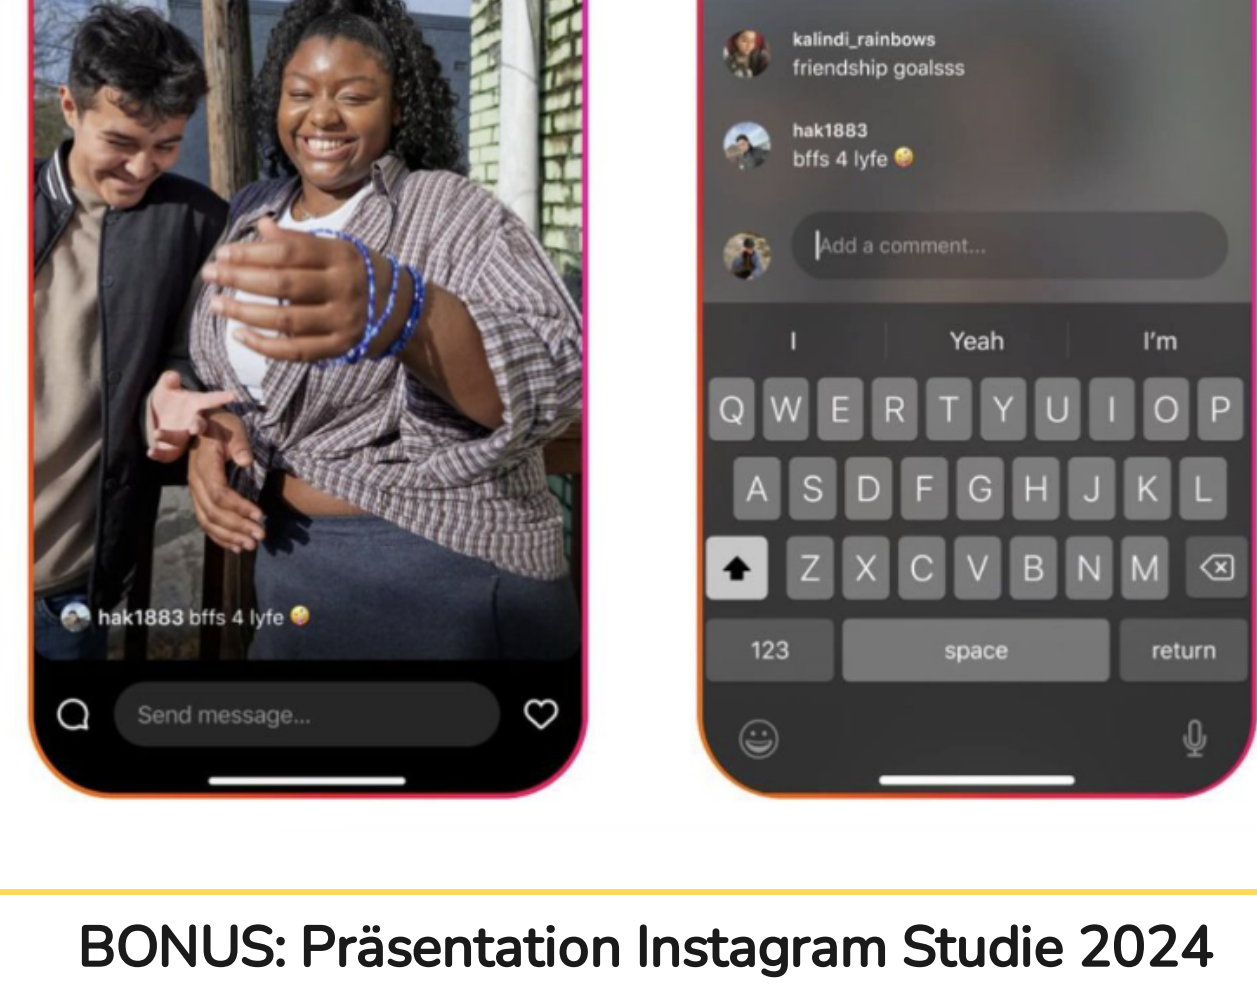 hak1883 bffs 4 lyfe 🤪
Send message...
kalindi_rainbows
friendship goalsss
hak1883
bffs 4 lyfe 🤪
Add a comment...
I Yeah I'm
Q W E R T Y U I O P
A S D F G H J K L
Z X C V B N M
123 space return
BONUS: Präsentation Instagram Studie 2024